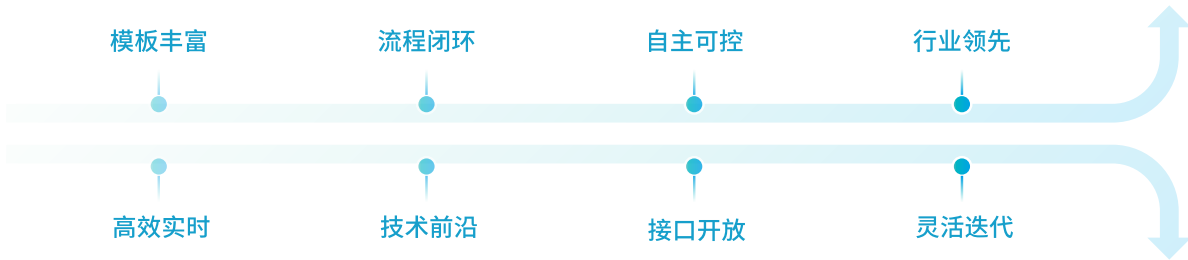 模板丰富
流程闭环
自主可控
行业领先
高效实时
技术前沿
接口开放
灵活迭代